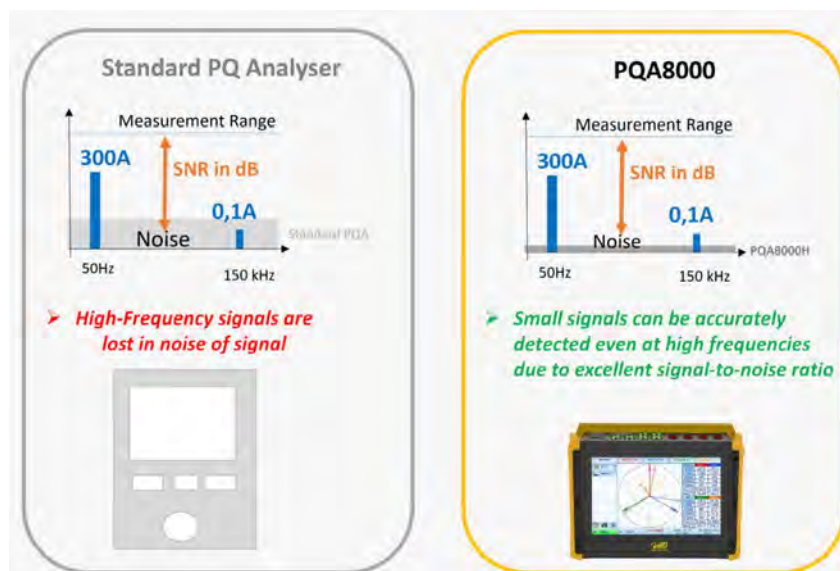 Standard PQ Analyser
Measurement Range
300A
SNR in dB
0,1A
Noise
Standard PQA
50Hz
150 kHz
➢ High-Frequency signals are
lost in noise of signal
PQA8000
Measurement Range
300A
SNR in dB
0,1A
Noise
PQA8000H
50Hz
150 kHz
➢ Small signals can be accurately
detected even at high frequencies
due to excellent signal-to-noise ratio